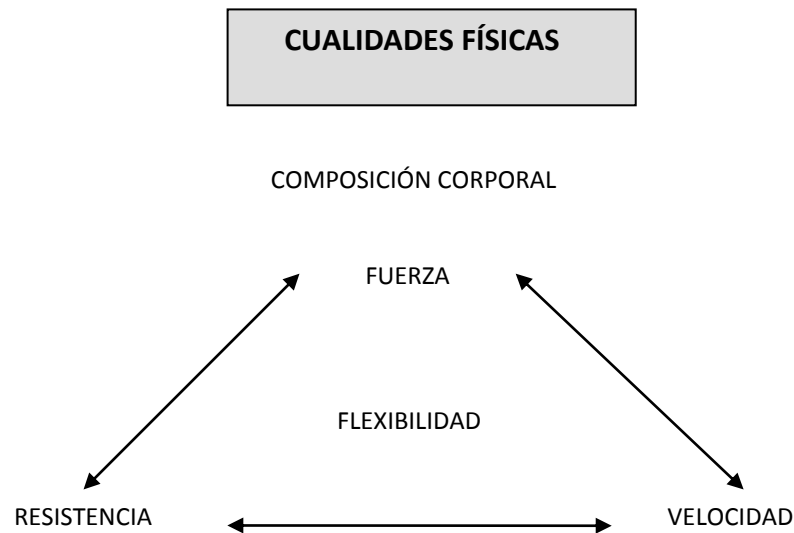 CUALIDADES FÍSICAS
COMPOSICIÓN CORPORAL
FUERZA
FLEXIBILIDAD
RESISTENCIA
VELOCIDAD